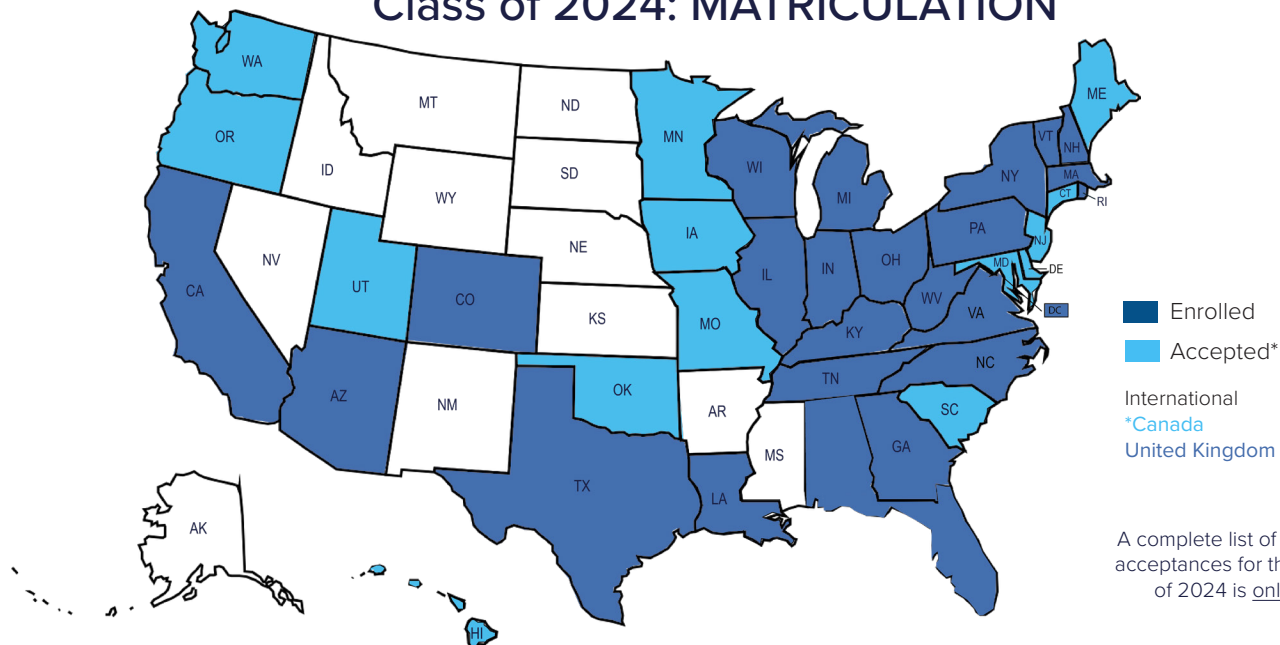 Class of 2024: MATRICULATION
WA
MT
ND
MN
ME
OR
ID
SD
WI
VT
NH
WY
MI
NY
MA
CT
RI
IA
NE
PA
NJ
NV
UT
CO
IL
IN
OH
MD
DE
CA
WV
VA
DC
KS
MO
KY
Enrolled
Accepted*
NC
TN
AZ
NM
OK
AR
SC
International
*Canada
United Kingdom
MS
GA
TX
LA
AK
HI
A complete list of
acceptances for th
of 2024 is onl